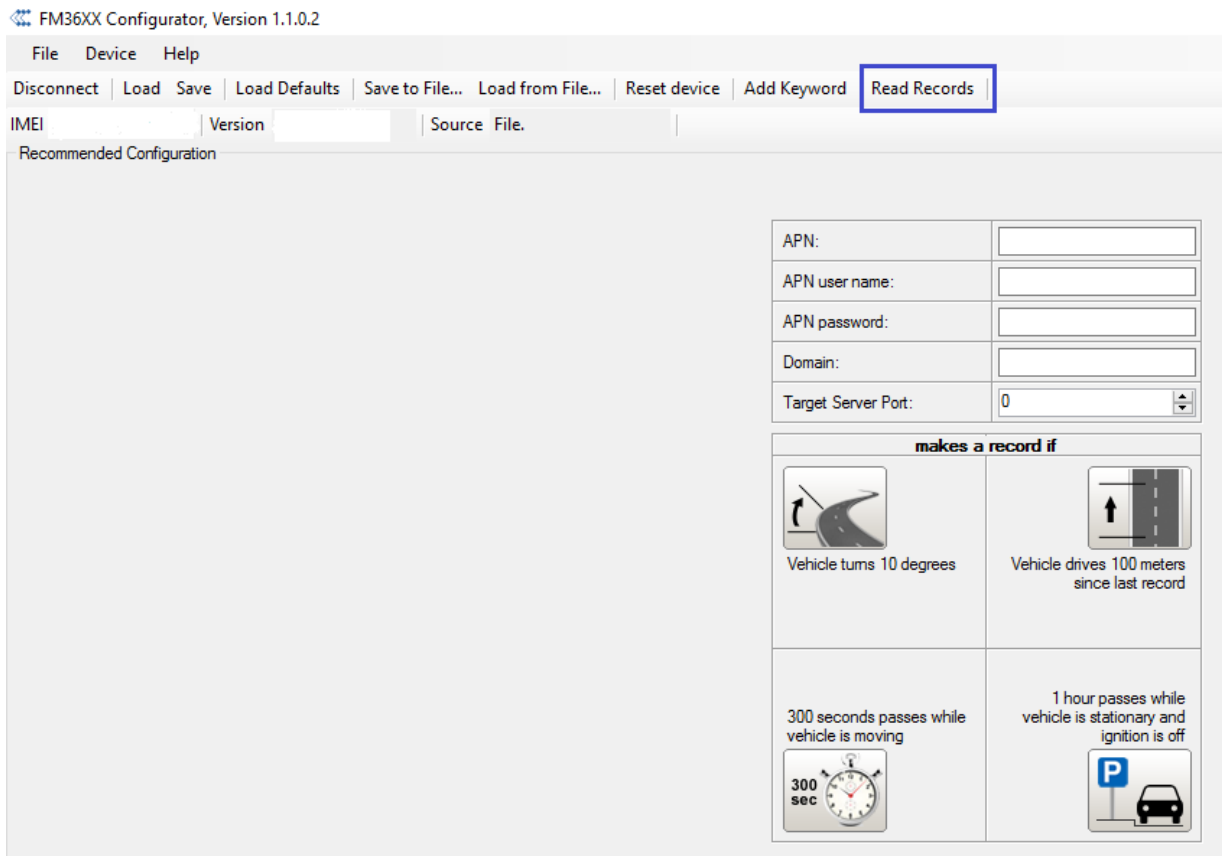 FM36XX Configurator, Version 1.1.0.2
File Device Help
Disconnect Load Save Load Defaults Save to File... Load from File... Reset device Add Keyword Read Records
IMEI Version Source File.
Recommended Configuration
APN:
APN user name:
APN password:
Domain:
Target Server Port: 0
makes a record if
Vehicle turns 10 degrees
Vehicle drives 100 meters
since last record
300 seconds passes while
vehicle is moving
300
sec
1 hour passes while
vehicle is stationary and
ignition is off
P